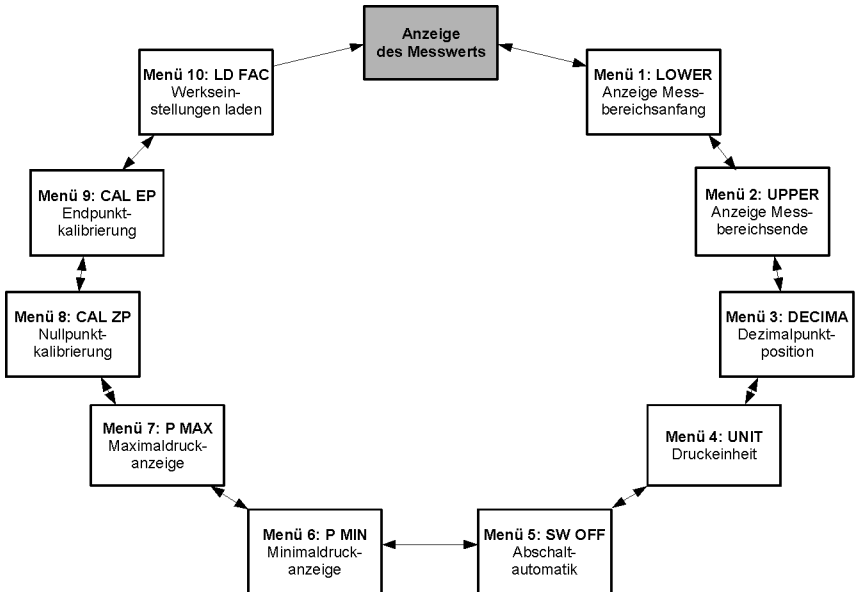 Anzeige
des Messwerts
Menü 1: LOWER
Anzeige Mess-
bereichsanfang
Menü 2: UPPER
Anzeige Mess-
bereichsende
Menü 3: DECIMA
Dezimalpunkt-
position
Menü 4: UNIT
Druckeinheit
Menü 5: SW OFF
Abschalt-
automatik
Menü 6: P MIN
Minimaldruck-
anzeige
Menü 7: P MAX
Maximaldruck-
anzeige
Menü 8: CAL ZP
Nullpunkt-
kalibrierung
Menü 9: CAL EP
Endpunkt-
kalibrierung
Menü 10: LD FAC
Werksein-
stellungen laden